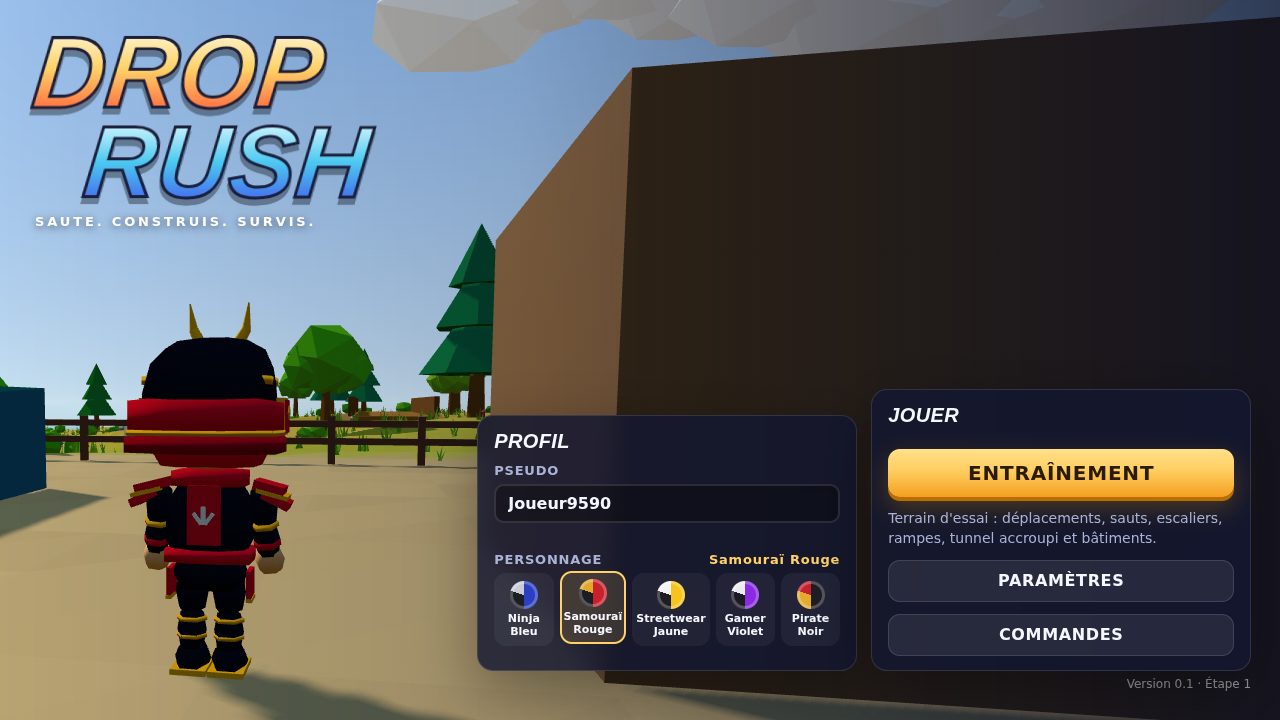 DROP
RUSH
SAUTE. CONSTRUIS. SURVIS.
PROFIL
PSEUDO
Joueur9590
PERSONNAGE
Samouraï Rouge
Ninja
Bleu
Samouraï
Rouge
Streetwear
Jaune
Gamer
Violet
Pirate
Noir
JOUER
ENTRAÎNEMENT
Terrain d'essai : déplacements, sauts, escaliers,
rampes, tunnel accroupi et bâtiments.
PARAMÈTRES
COMMANDES
Version 0.1 · Étape 1